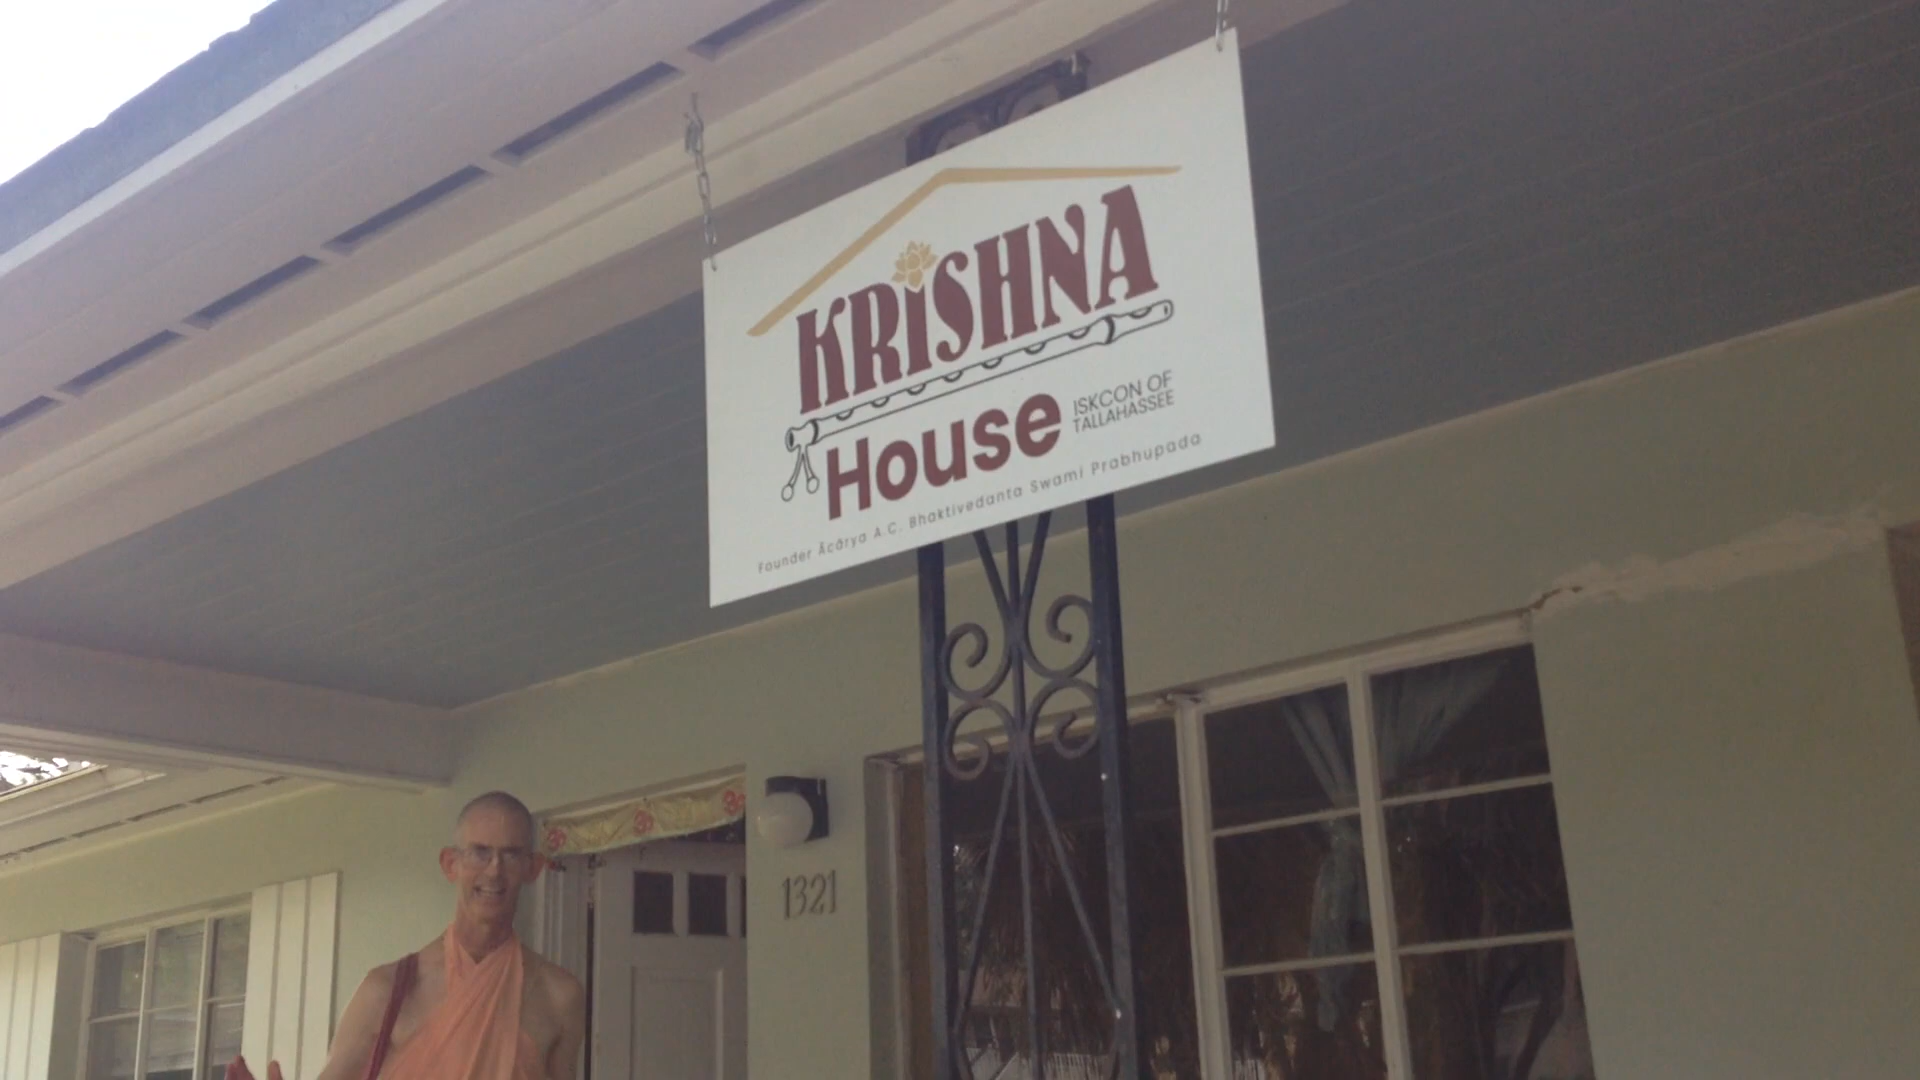 KRiSHNA
House
ISKCON OF
TALLAHASSEE
Founder Ācārya A.C. Bhaktivedanta Swami Prabhupada
1321